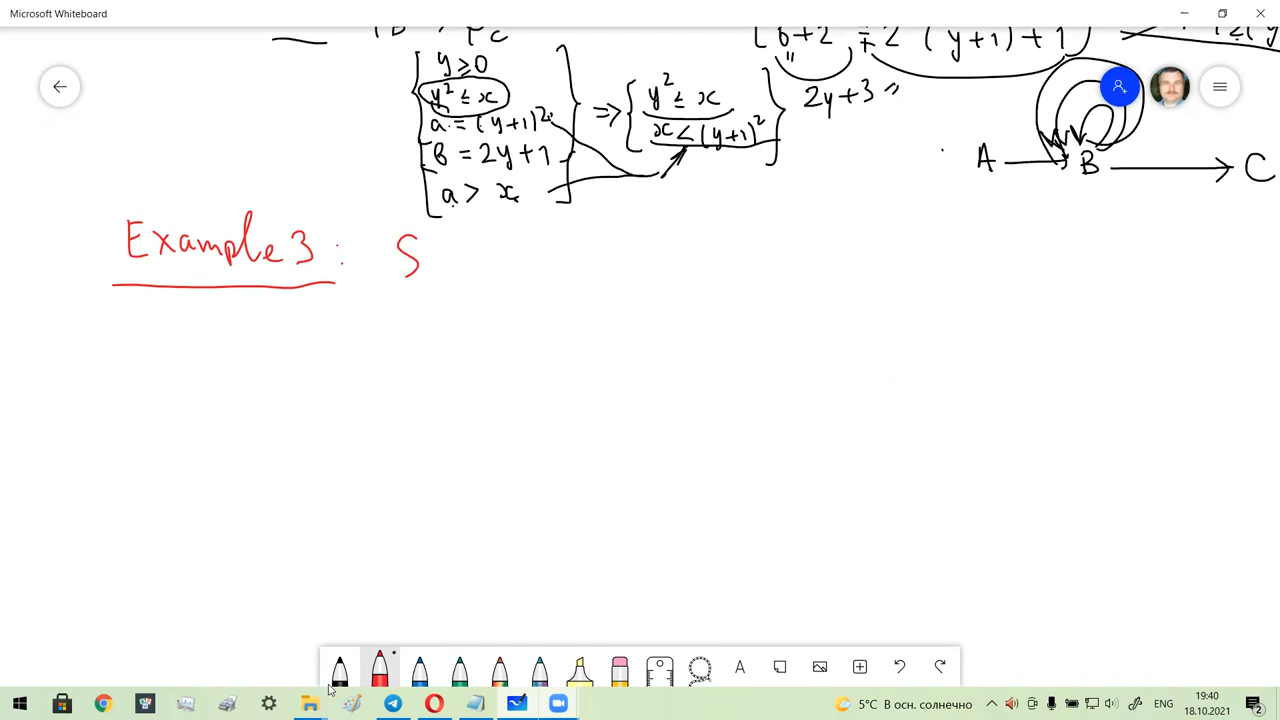 Microsoft Whiteboard
y ≥ 0
y² ≤ x
a = (y+1)²
B = 2y+1
a > x
⇒ { y² ≤ x
x < (y+1)² }
2 (y+1) + 1
2y+3
A → B → C
Example 3: S
A
5°C В осн. солнечно
ENG
19:40
18.10.2021
2